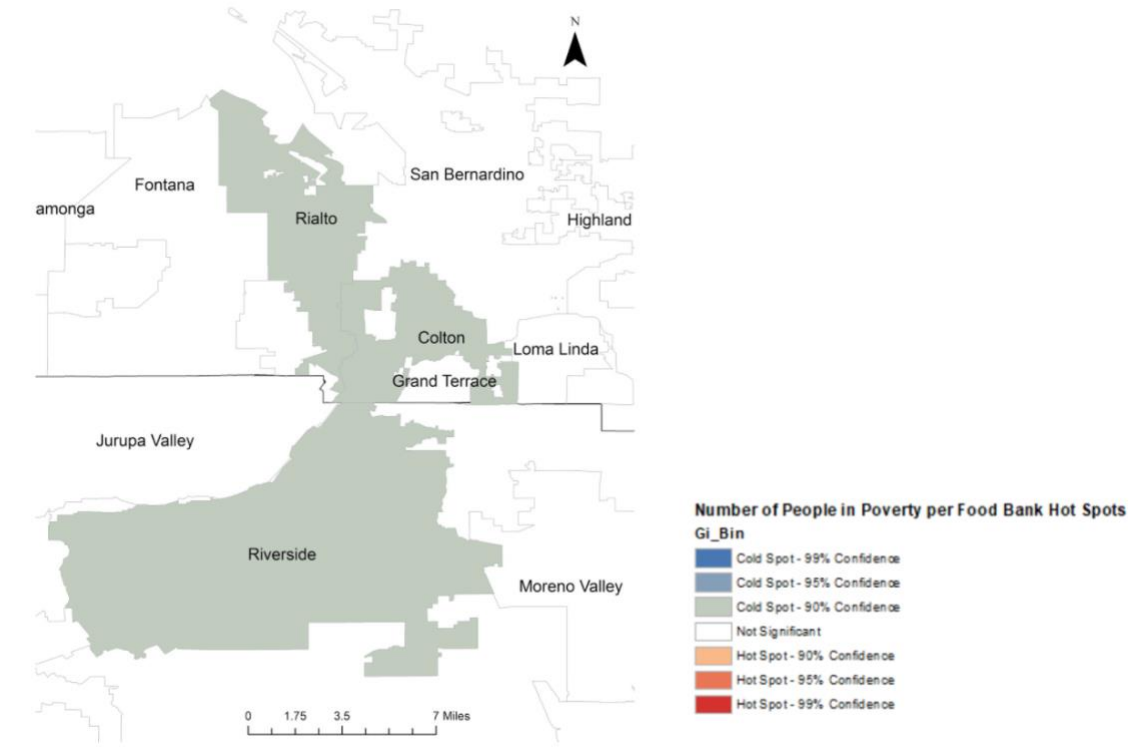 N
San Bernardino
Fontana
amonga
Rialto
Highland
Colton
Loma Linda
Grand Terrace
Jurupa Valley
Riverside
Moreno Valley
0 1.75 3.5 7 Miles
Number of People in Poverty per Food Bank Hot Spots
Gi_Bin
Cold Spot - 99% Confidence
Cold Spot - 95% Confidence
Cold Spot - 90% Confidence
Not Significant
Hot Spot - 90% Confidence
Hot Spot - 95% Confidence
Hot Spot - 99% Confidence